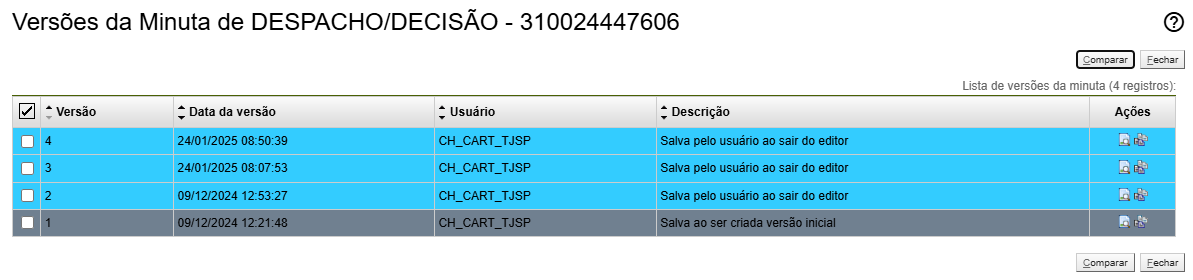 Versões da Minuta de DESPACHO/DECISÃO - 310024447606
Comparar Fechar
Lista de versões da minuta (4 registros):
Versão Data da versão Usuário Descrição Ações
4 24/01/2025 08:50:39 CH_CART_TJSP Salva pelo usuário ao sair do editor
3 24/01/2025 08:07:53 CH_CART_TJSP Salva pelo usuário ao sair do editor
2 09/12/2024 12:53:27 CH_CART_TJSP Salva pelo usuário ao sair do editor
1 09/12/2024 12:21:48 CH_CART_TJSP Salva ao ser criada versão inicial
Comparar Fechar